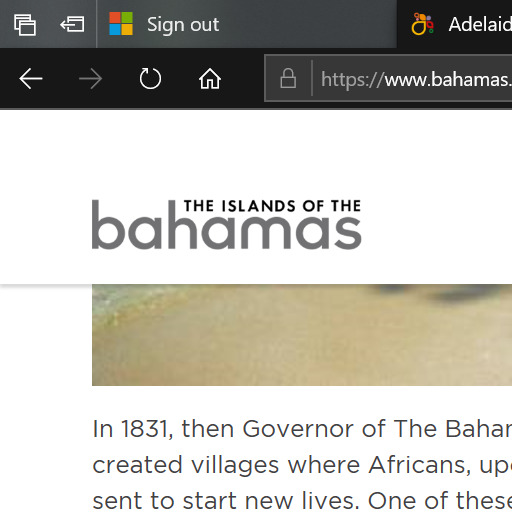 Sign out
Adelaid
https://www.bahamas.
THE ISLANDS OF THE
bahamas
In 1831, then Governor of The Baham
created villages where Africans, upo
sent to start new lives. One of these